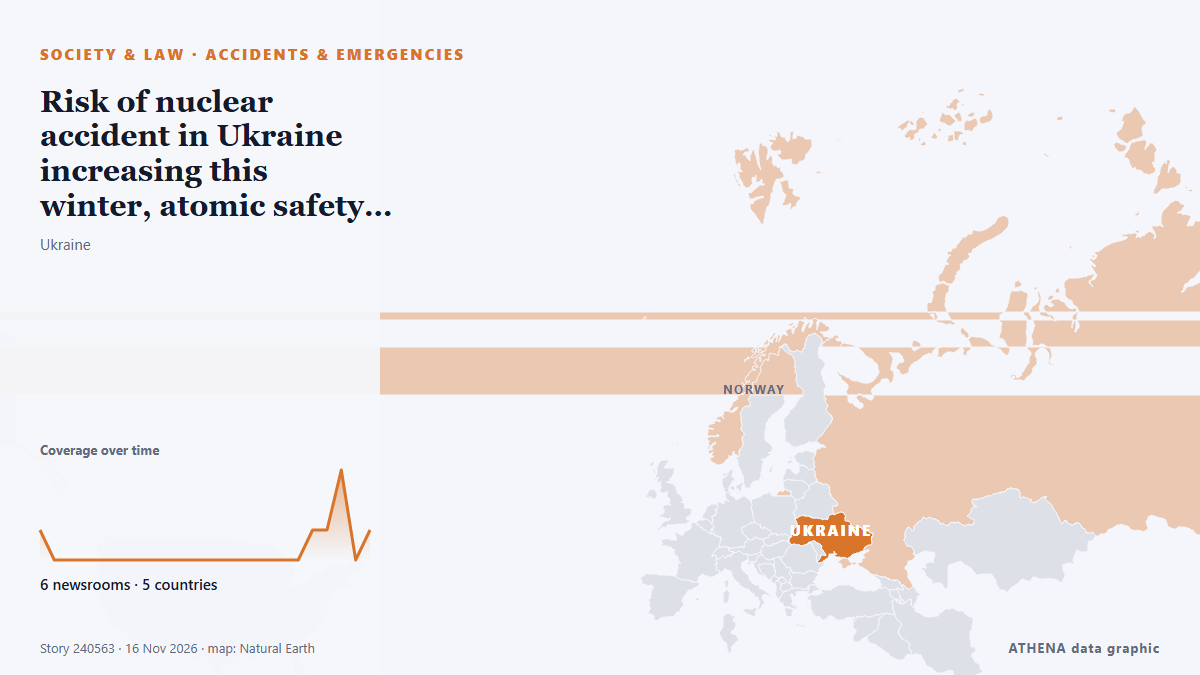 SOCIETY & LAW · ACCIDENTS & EMERGENCIES
Risk of nuclear
accident in Ukraine
increasing this
winter, atomic safety...
Ukraine
NORWAY
Coverage over time
UKRAINE
6 newsrooms · 5 countries
Story 240563 · 16 Nov 2026 · map: Natural Earth
ATHENA data graphic